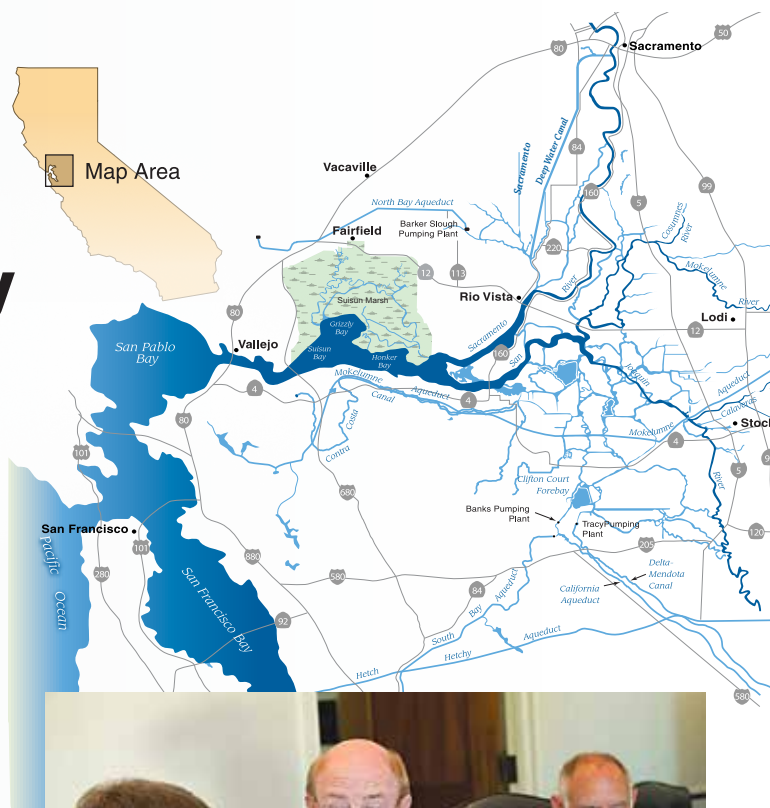 y
Map Area
Sacramento
50
80
Vacaville
84
Sacramento
Deep Water Canal
160
5
99
North Bay Aqueduct
Barker Slough
Pumping Plant
Fairfield
220
Cosumnes
River
12
113
Mokelumne
River
Suisun Marsh
Rio Vista
River
Lodi
80
Grizzly
Bay
12
San Pablo
Bay
Vallejo
Suisun
Bay
Honker
Bay
Sacramento
160
San
Joaquin
River
4
Mokelumne
Aqueduct
Canal
Costa
Contra
4
Aqueduct
Calaveras
80
Mokelumne
4
Stock
101
5
9
Clifton Court
Forebay
680
Banks Pumping
Plant
TracyPumping
Plant
120
San Francisco
101
205
pacific Ocean
280
880
580
Delta-
Mendota
Canal
San Francisco Bay
84
California
Aqueduct
92
South
Bay
Aqueduct
Hetch
Hetchy
Aqueduct
580